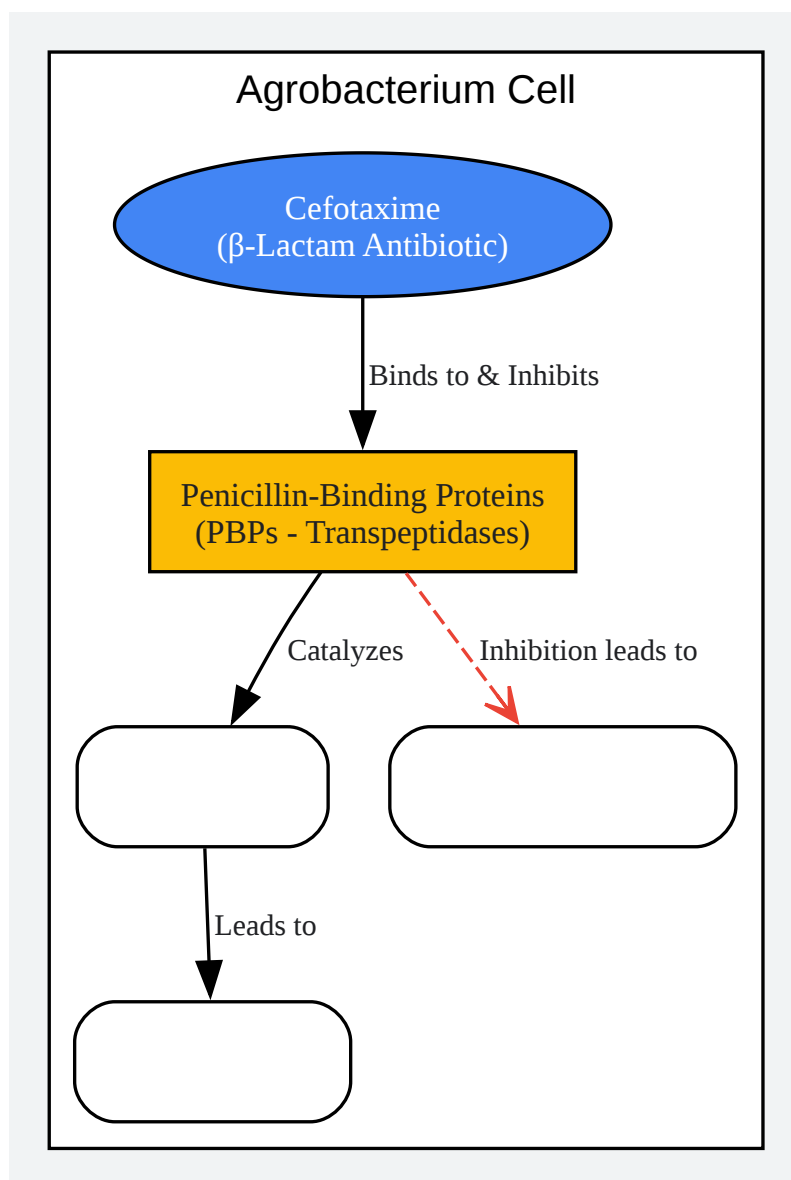 Agrobacterium Cell
Cefotaxime
(β-Lactam Antibiotic)
Binds to & Inhibits
Penicillin-Binding Proteins
(PBPs - Transpeptidases)
Catalyzes
Inhibition leads to
Leads to